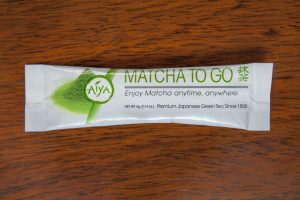 AIYA
MATCHA TO GO
抹茶
Enjoy Matcha anytime, anywhere
Premium Japanese Green Tea Since 1888